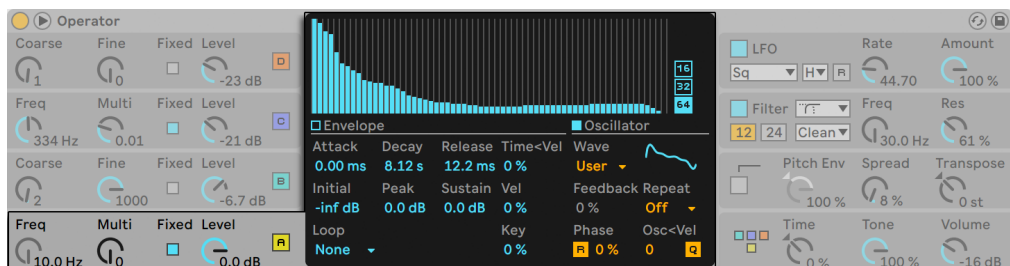 Operator
Coarse Fine Fixed Level
1 0 -23 dB D
Freq Multi Fixed Level
334 Hz 0.01 -21 dB C
Coarse Fine Fixed Level
2 1000 -6.7 dB B
Freq Multi Fixed Level
10.0 Hz 0 0.0 dB A
16
32
64
Envelope Oscillator
Attack Decay Release Time<Vel Wave
0.00 ms 8.12 s 12.2 ms 0 % User
Initial Peak Sustain Vel Feedback Repeat
-inf dB 0.0 dB 0.0 dB 0 % 0 % Off
Loop Key Phase Osc<Vel
None 0 % R 0 % 0 Q
LFO Rate Amount
Sq H R 44.70 100 %
Filter Freq Res
12 24 Clean 30.0 Hz 61 %
Pitch Env Spread Transpose
100 % 8 % 0 st
Time Tone Volume
0 % 100 % -16 dB